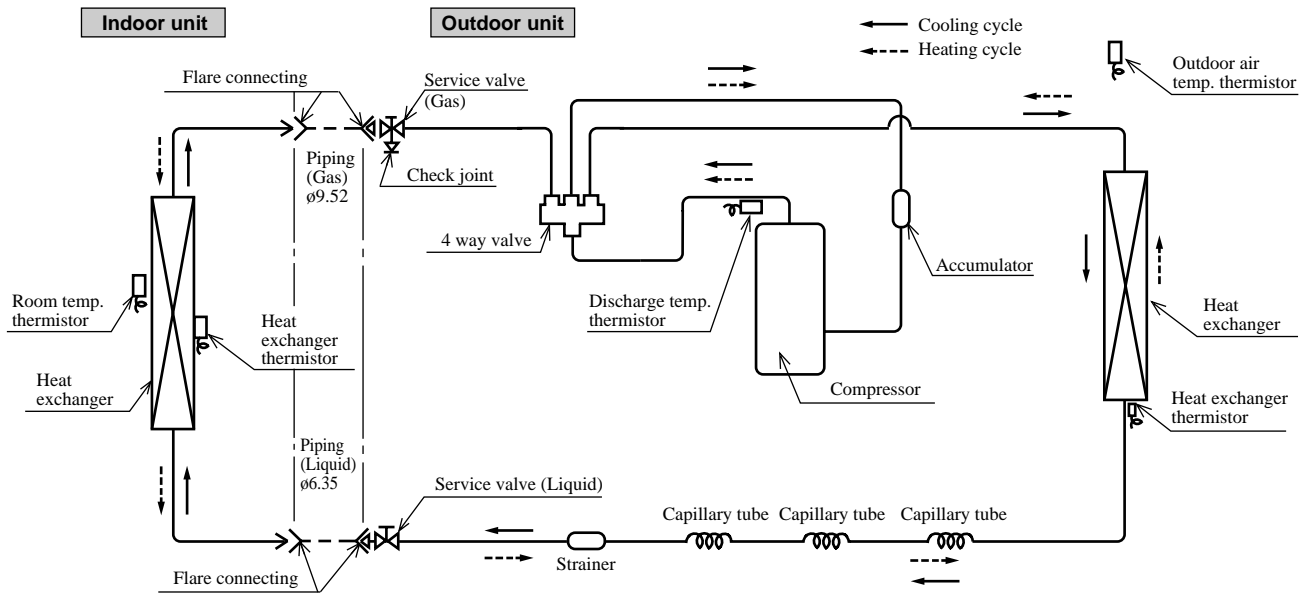 Indoor unit
Outdoor unit
Cooling cycle
Heating cycle
Outdoor air
temp. thermistor
Flare connecting
Service valve
(Gas)
Piping
(Gas)
ø9.52
Check joint
4 way valve
Discharge temp.
thermistor
Accumulator
Room temp.
thermistor
Heat
exchanger
thermistor
Heat
exchanger
Heat
exchanger
Compressor
Heat exchanger
thermistor
Piping
(Liquid)
ø6.35
Service valve (Liquid)
Capillary tube
Capillary tube
Capillary tube
Strainer
Flare connecting